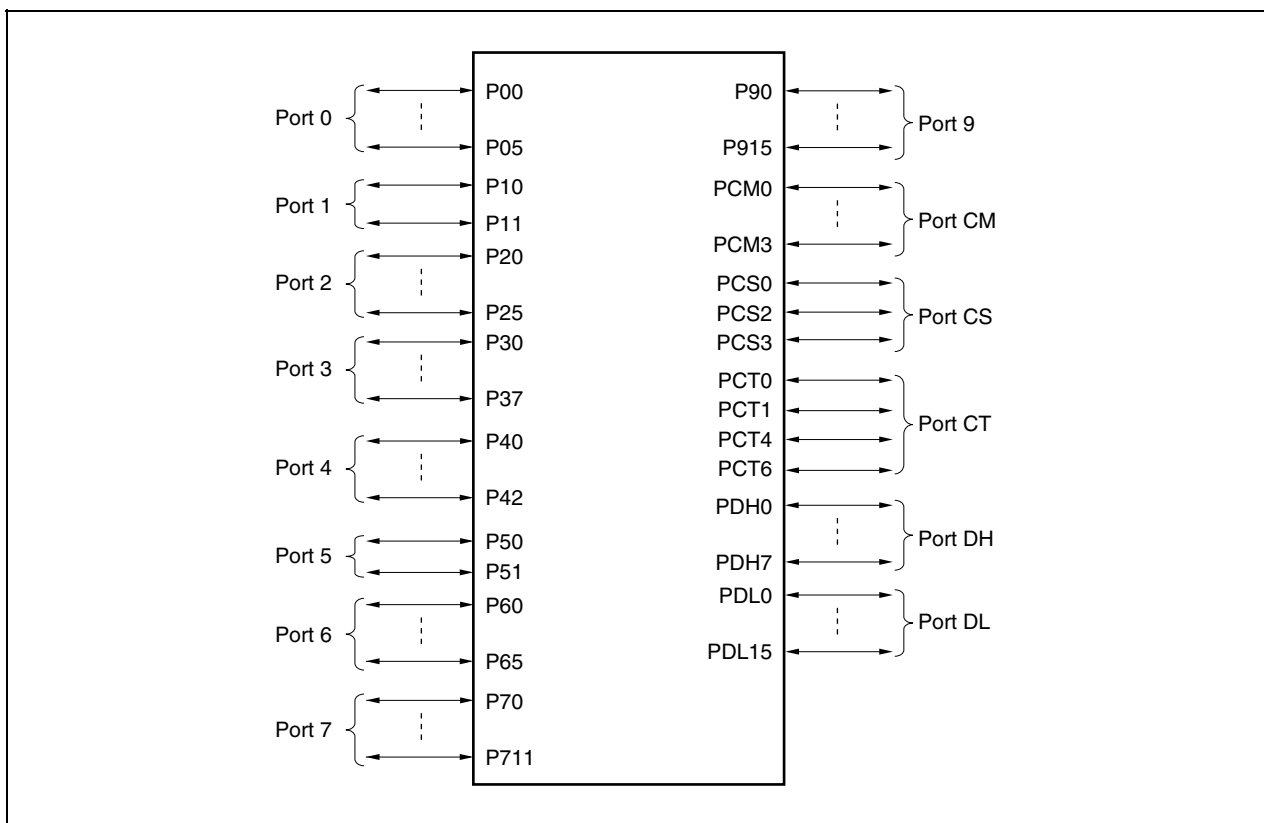 Port 0
P00
P05
Port 1
P10
P11
Port 2
P20
P25
Port 3
P30
P37
Port 4
P40
P42
Port 5
P50
P51
Port 6
P60
P65
Port 7
P70
P711
P90
P915
Port 9
PCM0
PCM3
Port CM
PCS0
PCS2
PCS3
Port CS
PCT0
PCT1
PCT4
PCT6
Port CT
PDH0
PDH7
Port DH
PDL0
PDL15
Port DL